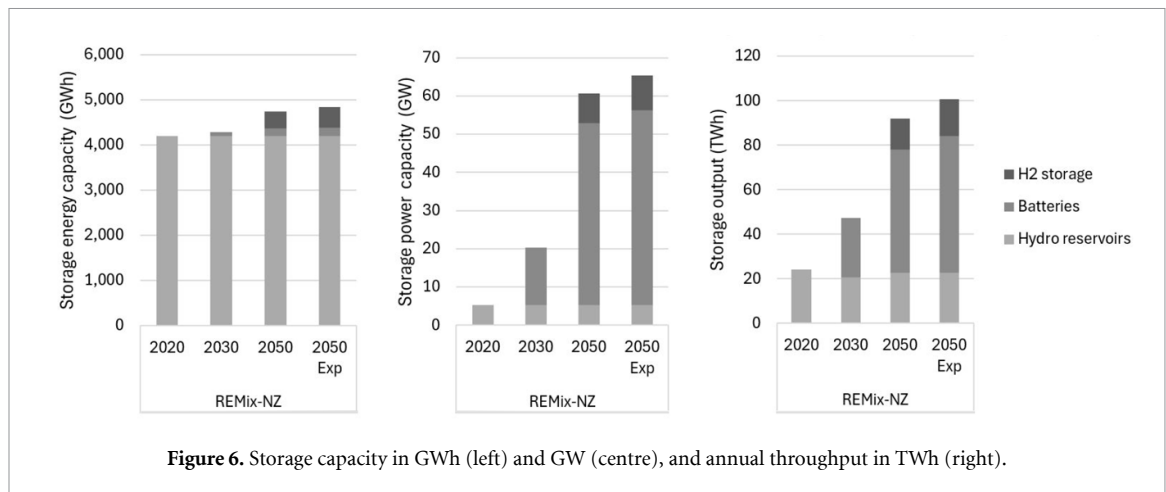 Storage energy capacity (GWh)
6,000
5,000
4,000
3,000
2,000
1,000
0
2020 2030 2050 2050
Exp
REMix-NZ
Storage power capacity (GW)
70
60
50
40
30
20
10
0
2020 2030 2050 2050
Exp
REMix-NZ
Storage output (TWh)
120
100
80
60
40
20
0
2020 2030 2050 2050
Exp
REMix-NZ
H2 storage
Batteries
Hydro reservoirs
Figure 6. Storage capacity in GWh (left) and GW (centre), and annual throughput in TWh (right).